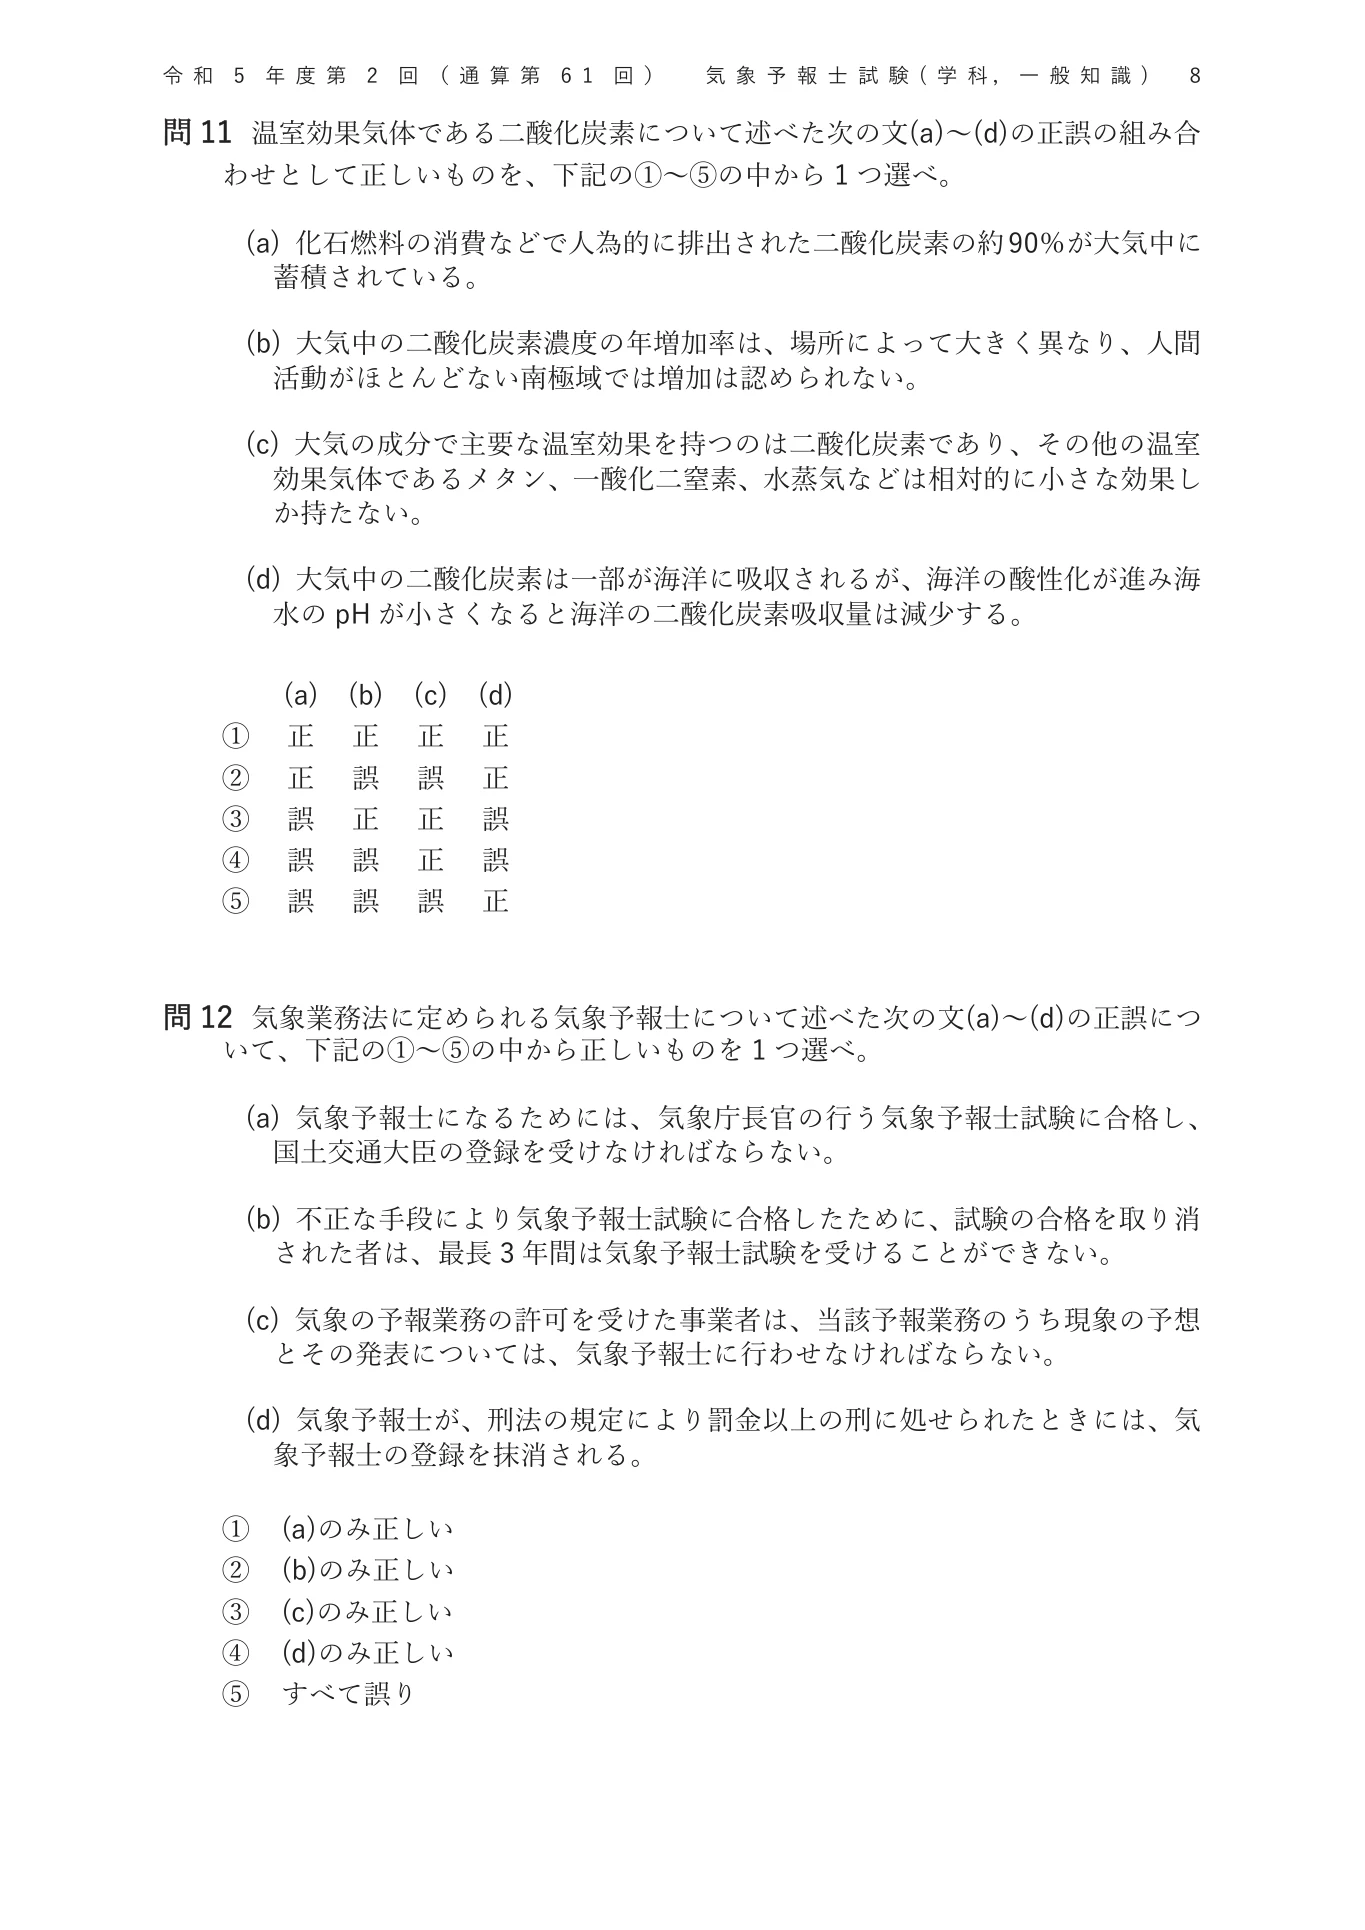 令和5年度第2回（通算第61回） 気象予報士試験(学科, 一般知識) 8
問11 温室効果気体である二酸化炭素について述べた次の文(a)〜(d)の正誤の組み合
わせとして正しいものを、下記の①〜⑤の中から1つ選べ。
(a) 化石燃料の消費などで人為的に排出された二酸化炭素の約90%が大気中に
蓄積されている。
(b) 大気中の二酸化炭素濃度の年増加率は、場所によって大きく異なり、人間
活動がほとんどない南極域では増加は認められない。
(c) 大気の成分で主要な温室効果を持つのは二酸化炭素であり、その他の温室
効果気体であるメタン、一酸化二窒素、水蒸気などは相対的に小さな効果し
か持たない。
(d) 大気中の二酸化炭素は一部が海洋に吸収されるが、海洋の酸性化が進み海
水の pH が小さくなると海洋の二酸化炭素吸収量は減少する。
(a) (b) (c) (d)
① 正 正 正 正
② 正 誤 誤 正
③ 誤 正 正 誤
④ 誤 誤 正 誤
⑤ 誤 誤 誤 正
問12 気象業務法に定められる気象予報士について述べた次の文(a)〜(d)の正誤につ
いて、下記の①〜⑤の中から正しいものを1つ選べ。
(a) 気象予報士になるためには、気象庁長官の行う気象予報士試験に合格し、
国土交通大臣の登録を受けなければならない。
(b) 不正な手段により気象予報士試験に合格したために、試験の合格を取り消
された者は、最長3年間は気象予報士試験を受けることができない。
(c) 気象の予報業務の許可を受けた事業者は、当該予報業務のうち現象の予想
とその発表については、気象予報士に行わせなければならない。
(d) 気象予報士が、刑法の規定により罰金以上の刑に処せられたときには、気
象予報士の登録を抹消される。
① (a)のみ正しい
② (b)のみ正しい
③ (c)のみ正しい
④ (d)のみ正しい
⑤ すべて誤り